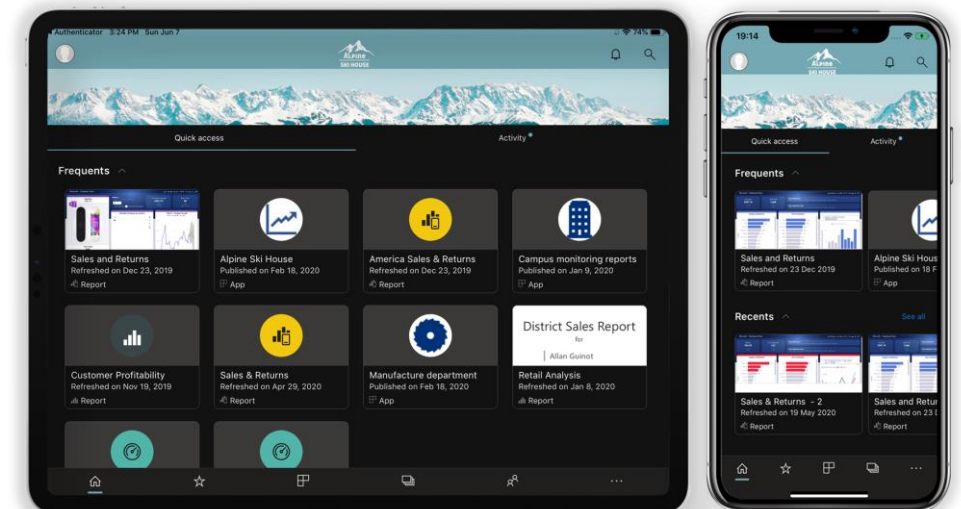 Authenticator 3:24 PM Sun Jun 7
74%
ALPINE
SKI HOUSE
Quick access
Activity
Frequents
Sales and Returns
Refreshed on Dec 23, 2019
Report
Alpine Ski House
Published on Feb 18, 2020
App
America Sales & Returns
Refreshed on Dec 23, 2019
Report
Campus monitoring reports
Published on Jan 9, 2020
App
Customer Profitability
Refreshed on Nov 19, 2019
Report
Sales & Returns
Refreshed on Apr 29, 2020
Report
Manufacture department
Published on Feb 18, 2020
App
District Sales Report
for
Allan Guinot
Retail Analysis
Refreshed on Jan 8, 2020
Report
19:14
ALPINE
SKI HOUSE
Quick access
Activity
Frequents
Sales and Returns
Refreshed on 23 Dec 2019
Report
Alpine Ski Hous
Published on 18 F
App
Recents
See all
Sales & Returns - 2
Refreshed on 19 May 2020
Report
Sales and Retur
Refreshed on 23 D
Report